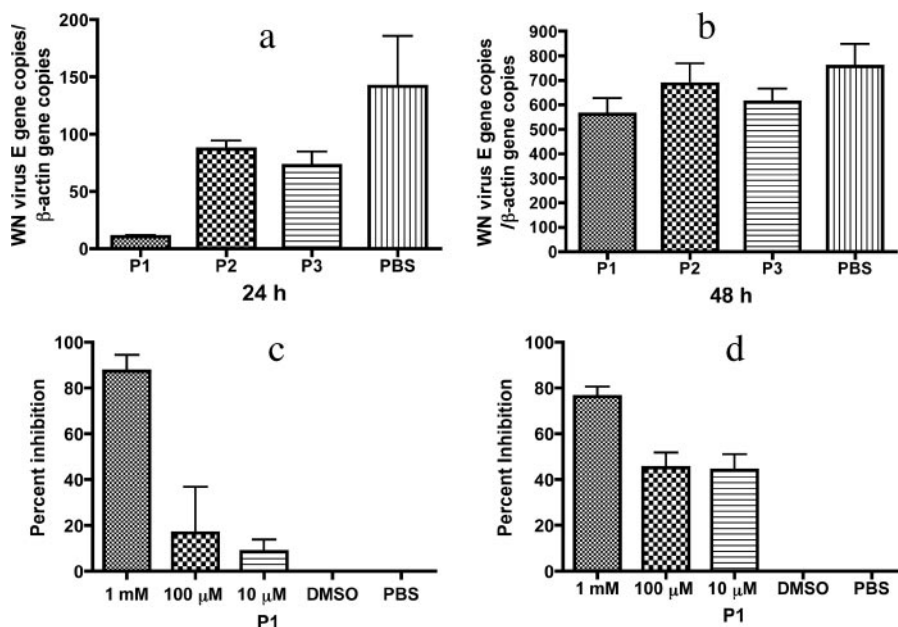 a
WN virus E gene copies/
β-actin gene copies
200
150
100
50
0
P1 P2 P3 PBS
24 h
b
WN virus E gene copies
/β-actin gene copies
900
800
700
600
500
400
300
200
100
0
P1 P2 P3 PBS
48 h
c
Percent inhibition
100
80
60
40
20
0
1 mM 100 μM 10 μM DMSO PBS
P1
d
Percent Inhibition
100
80
60
40
20
0
1 mM 100 μM 10 μM DMSO PBS
P1